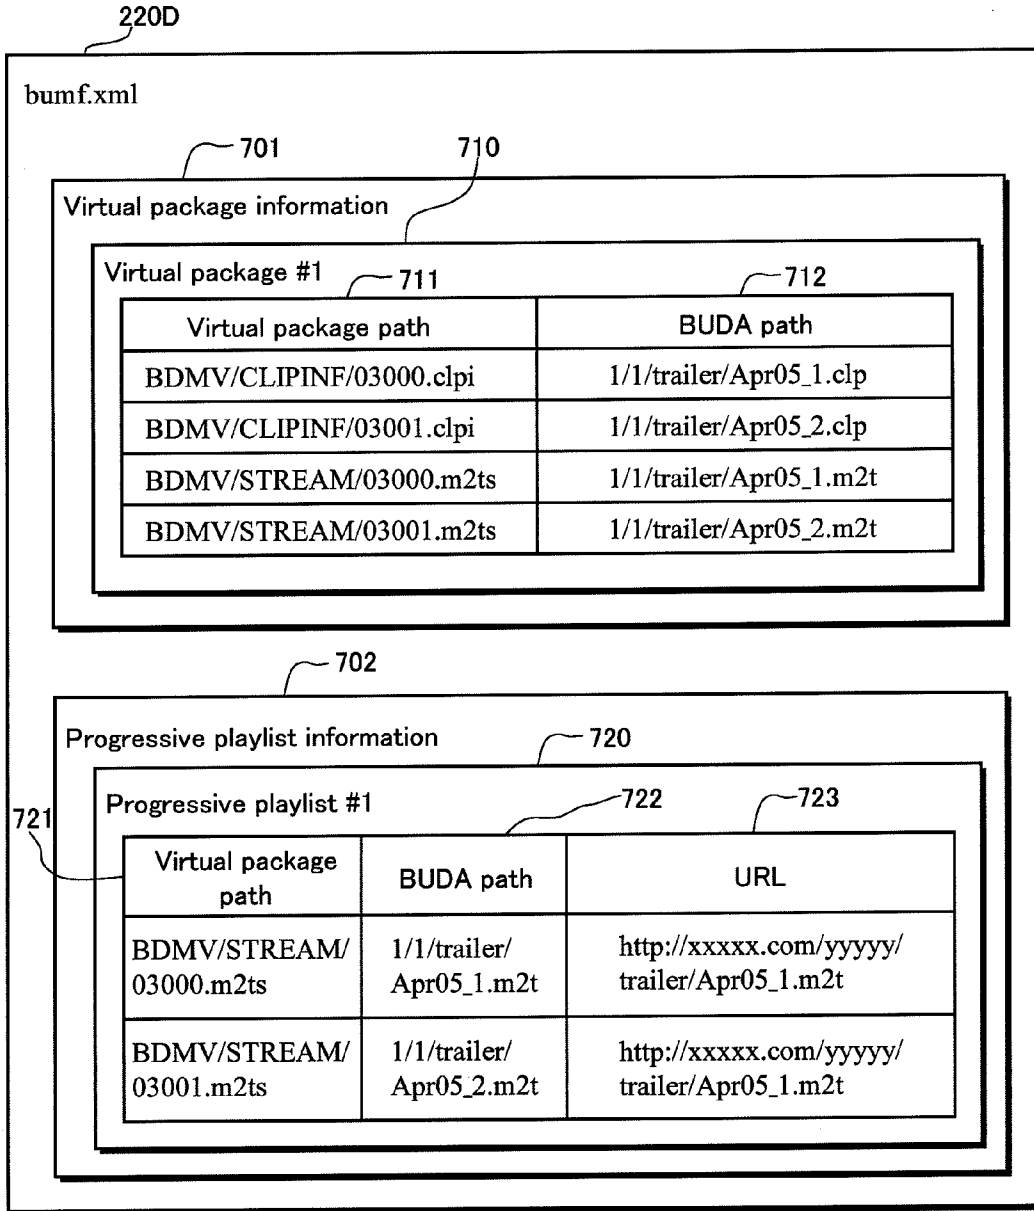 220D
bumf.xml
701
710
Virtual package information
Virtual package #1
711
712
Virtual package path
BUDA path
BDMV/CLIPINF/03000.clpi
1/1/trailer/Apr05_1.clp
BDMV/CLIPINF/03001.clpi
1/1/trailer/Apr05_2.clp
BDMV/STREAM/03000.m2ts
1/1/trailer/Apr05_1.m2t
BDMV/STREAM/03001.m2ts
1/1/trailer/Apr05_2.m2t
702
Progressive playlist information
720
Progressive playlist #1
721
722
723
Virtual package
path
BUDA path
URL
BDMV/STREAM/
03000.m2ts
1/1/trailer/
Apr05_1.m2t
http://xxxxx.com/yyyyy/
trailer/Apr05_1.m2t
BDMV/STREAM/
03001.m2ts
1/1/trailer/
Apr05_2.m2t
http://xxxxx.com/yyyyy/
trailer/Apr05_1.m2t